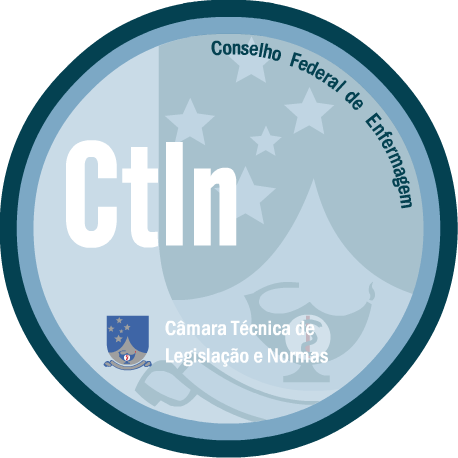 Conselho Federal de Enfermagem
Ctln
Câmara Técnica de
Legislação e Normas